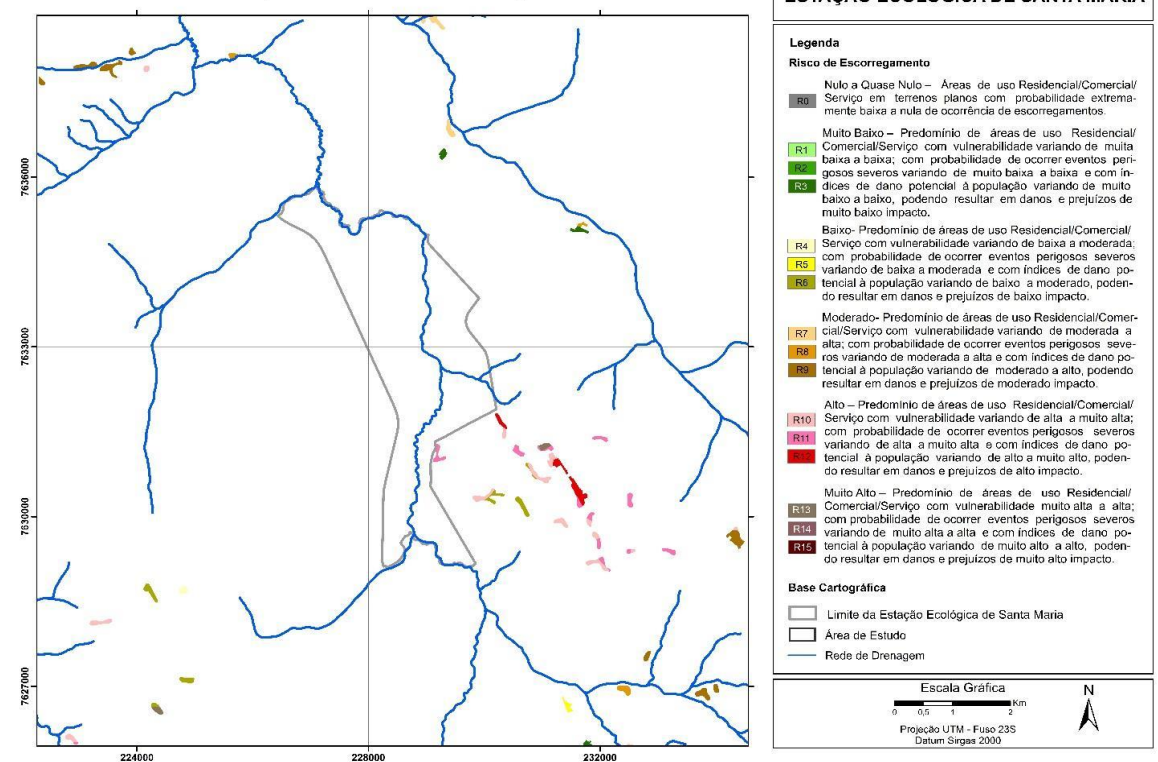 ESTAÇÃO ECOLÓGICA DE SANTA MARIA
Legenda
Risco de Escorregamento
R0
Nulo a Quase Nulo – Áreas de uso Residencial/Comercial/
Serviço em terrenos planos com probabilidade extrema-
mente baixa a nula de ocorrência de escorregamentos.
R1
R2
R3
Muito Baixo – Predomínio de áreas de uso Residencial/
Comercial/Serviço com vulnerabilidade variando de muita
baixa a baixa; com probabilidade de ocorrer eventos peri-
gosos severos variando de muita baixa a baixa e com ín-
dices de dano potencial à população variando de muito
baixo a baixo, podendo resultar em danos e prejuízos de
muito baixo impacto.
R4
R5
R6
Baixo- Predomínio de áreas de uso Residencial/Comercial/
Serviço com vulnerabilidade variando de baixa a moderada;
com probabilidade de ocorrer eventos perigosos severos
variando de baixa a moderada e com índices de dano po-
tencial à população variando de baixo a moderado, poden-
do resultar em danos e prejuízos de baixo impacto.
R7
R8
R9
Moderado- Predomínio de áreas de uso Residencial/Comer-
cial/Serviço com vulnerabilidade variando de moderada a
alta; com probabilidade de ocorrer eventos perigosos seve-
ros variando de moderada a alta e com índices de dano po-
tencial à população variando de moderado a alto, podendo
resultar em danos e prejuízos de moderado impacto.
R10
R11
R12
Alto – Predomínio de áreas de uso Residencial/Comercial/
Serviço com vulnerabilidade variando de alta a muito alta;
com probabilidade de ocorrer eventos perigosos severos
variando de alta a muito alta e com índices de dano po-
tencial à população variando de alto a muito alto, poden-
do resultar em danos e prejuízos de alto impacto.
R13
R14
R15
Muito Alto – Predomínio de áreas de uso Residencial/
Comercial/Serviço com vulnerabilidade muito alta a alta;
com probabilidade de ocorrer eventos perigosos severos
variando de muito alta a alta e com índices de dano po-
tencial à população variando de muito alto a alto, poden-
do resultar em danos e prejuízos de muito alto impacto.
Base Cartográfica
Limite da Estação Ecológica de Santa Maria
Área de Estudo
Rede de Drenagem
Escala Gráfica
0 0,5 1 2 Km
N
Projeção UTM - Fuso 23S
Datum Sirgas 2000
7636000
7633000
7630000
7627000
224000 228000 232000